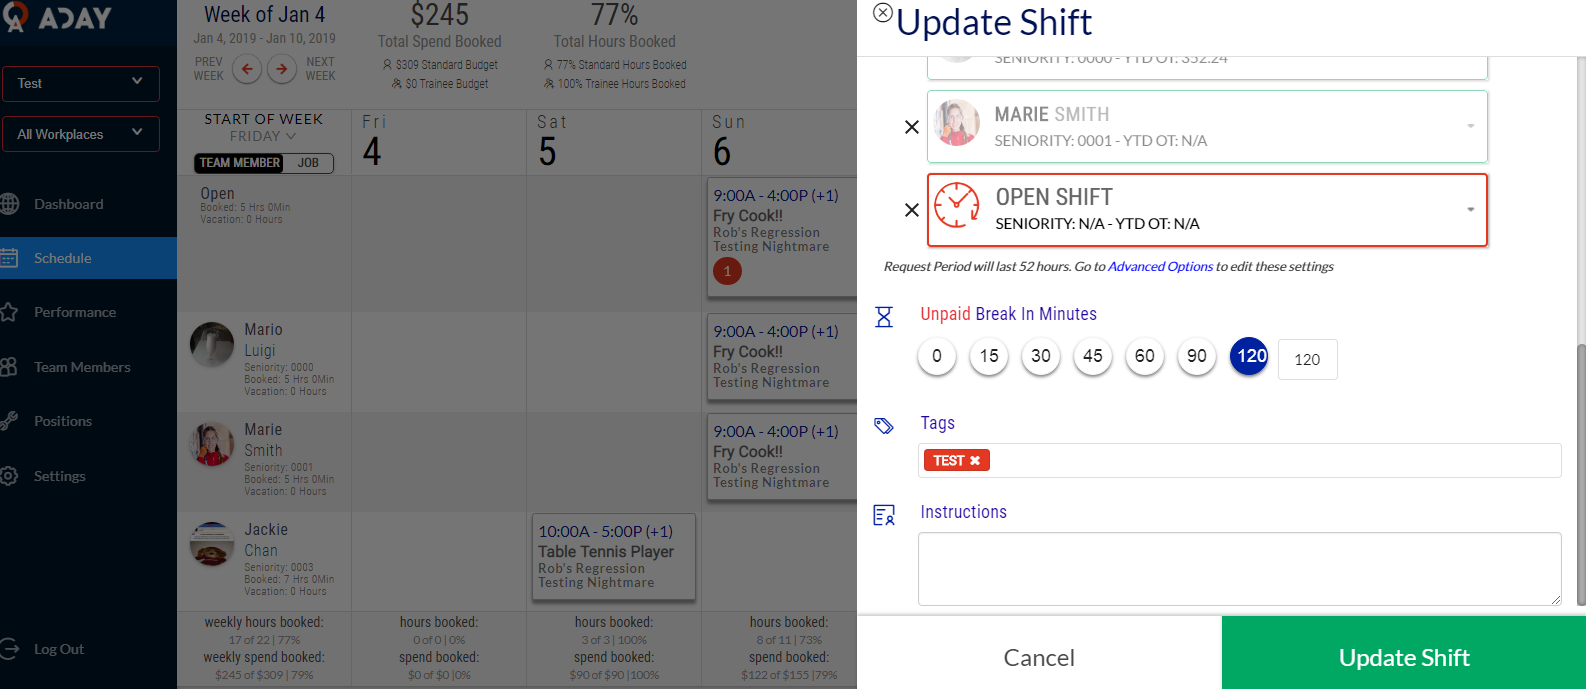 ADAY
Test
All Workplaces
Dashboard
Schedule
Performance
Team Members
Positions
Settings
Log Out
Week of Jan 4
Jan 4, 2019 - Jan 10, 2019
PREV WEEK
NEXT WEEK
$245
Total Spend Booked
$309 Standard Budget
$0 Trainee Budget
77%
Total Hours Booked
77% Standard Hours Booked
100% Trainee Hours Booked
START OF WEEK
FRIDAY
TEAM MEMBER JOB
Fri
4
Sat
5
Sun
6
Open
Booked: 5 Hrs 0Min
Vacation: 0 Hours
9:00A - 4:00P (+1)
Fry Cook!!
Rob's Regression
Testing Nightmare
1
Mario
Luigi
Seniority: 0000
Booked: 5 Hrs 0Min
Vacation: 0 Hours
9:00A - 4:00P (+1)
Fry Cook!!
Rob's Regression
Testing Nightmare
Marie
Smith
Seniority: 0001
Booked: 5 Hrs 0Min
Vacation: 0 Hours
9:00A - 4:00P (+1)
Fry Cook!!
Rob's Regression
Testing Nightmare
Jackie
Chan
Seniority: 0003
Booked: 7 Hrs 0Min
Vacation: 0 Hours
10:00A - 5:00P (+1)
Table Tennis Player
Rob's Regression
Testing Nightmare
weekly hours booked:
17 of 22 | 77%
weekly spend booked:
$245 of $309 | 79%
hours booked:
0 of 0 | 0%
spend booked:
$0 of $0 |0%
hours booked:
3 of 3 | 100%
spend booked:
$90 of $90 |100%
hours booked:
8 of 11 | 73%
spend booked:
$122 of $155 |79%
Update Shift
SENIORITY: 0000 - YTD OT: 352.24
MARIE SMITH
SENIORITY: 0001 - YTD OT: N/A
OPEN SHIFT
SENIORITY: N/A - YTD OT: N/A
Request Period will last 52 hours. Go to Advanced Options to edit these settings
Unpaid Break In Minutes
0 15 30 45 60 90 120 120
Tags
TEST
Instructions
Cancel
Update Shift